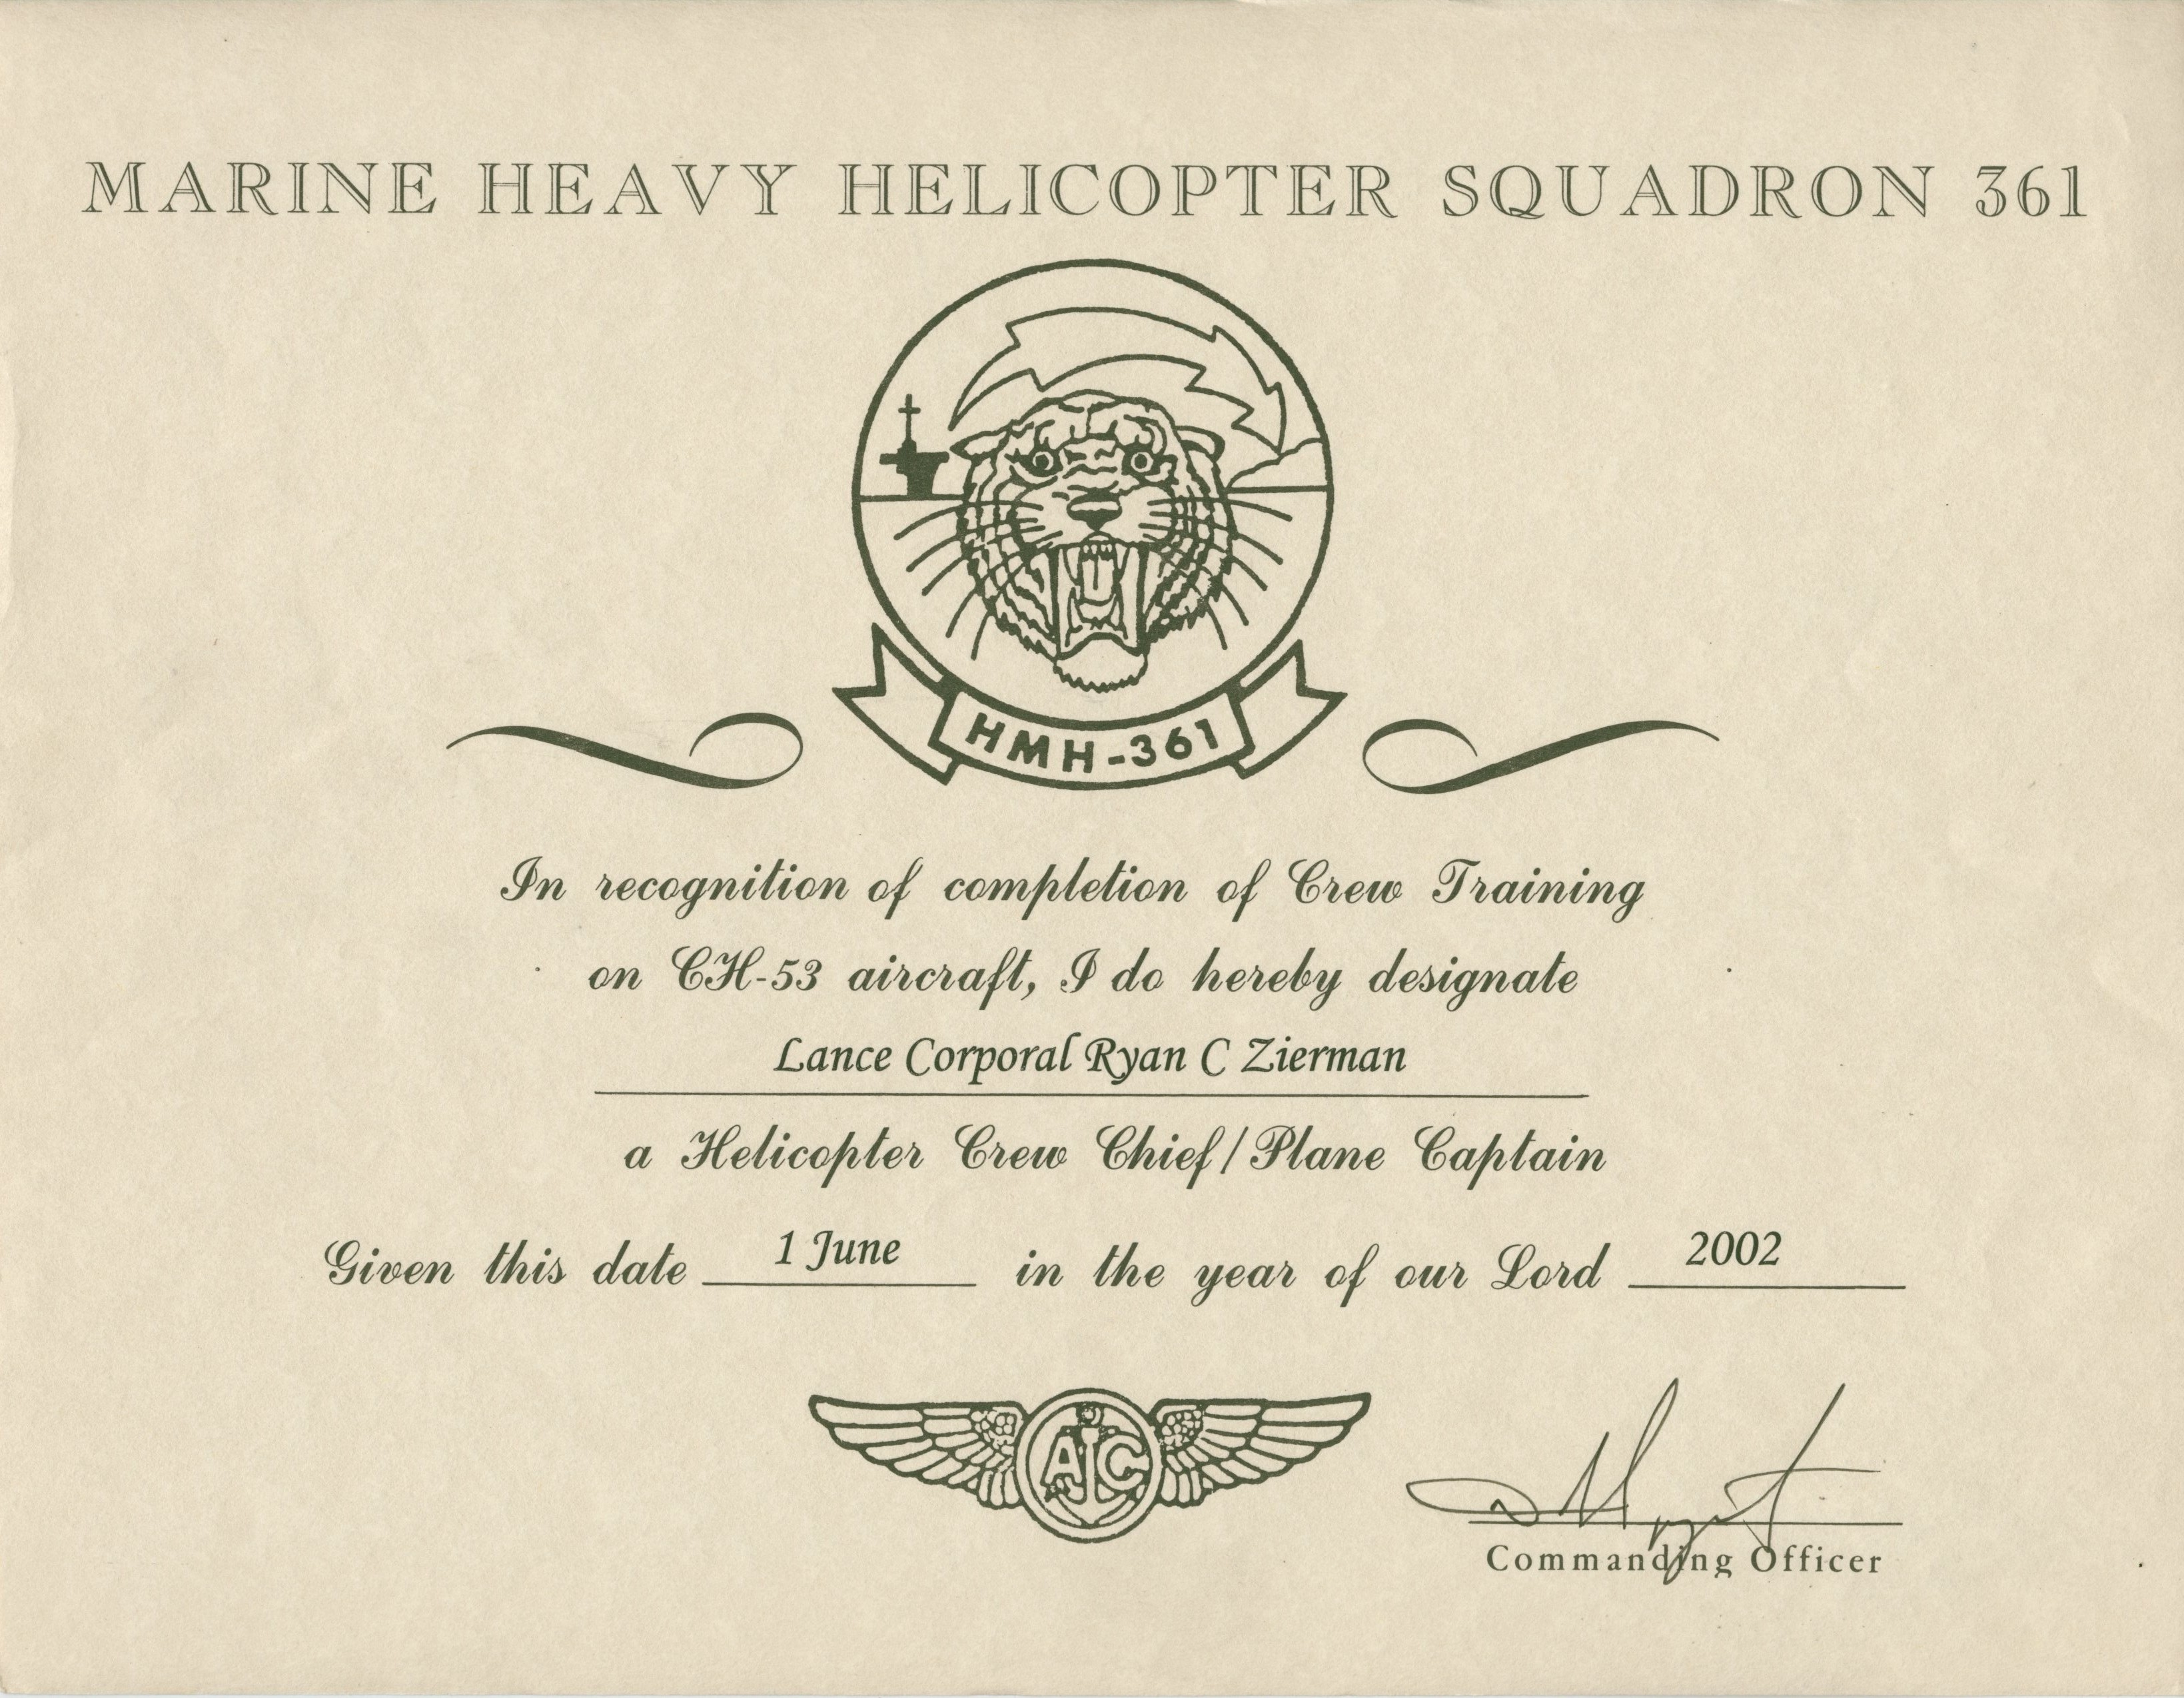 MARINE HEAVY HELICOPTER SQUADRON 361
HMH-361
In recognition of completion of Crew Training
on CH-53 aircraft, I do hereby designate
Lance Corporal Ryan C Zierman
a Helicopter Crew Chief/Plane Captain
Given this date 1 June in the year of our Lord 2002
AC
Commanding Officer